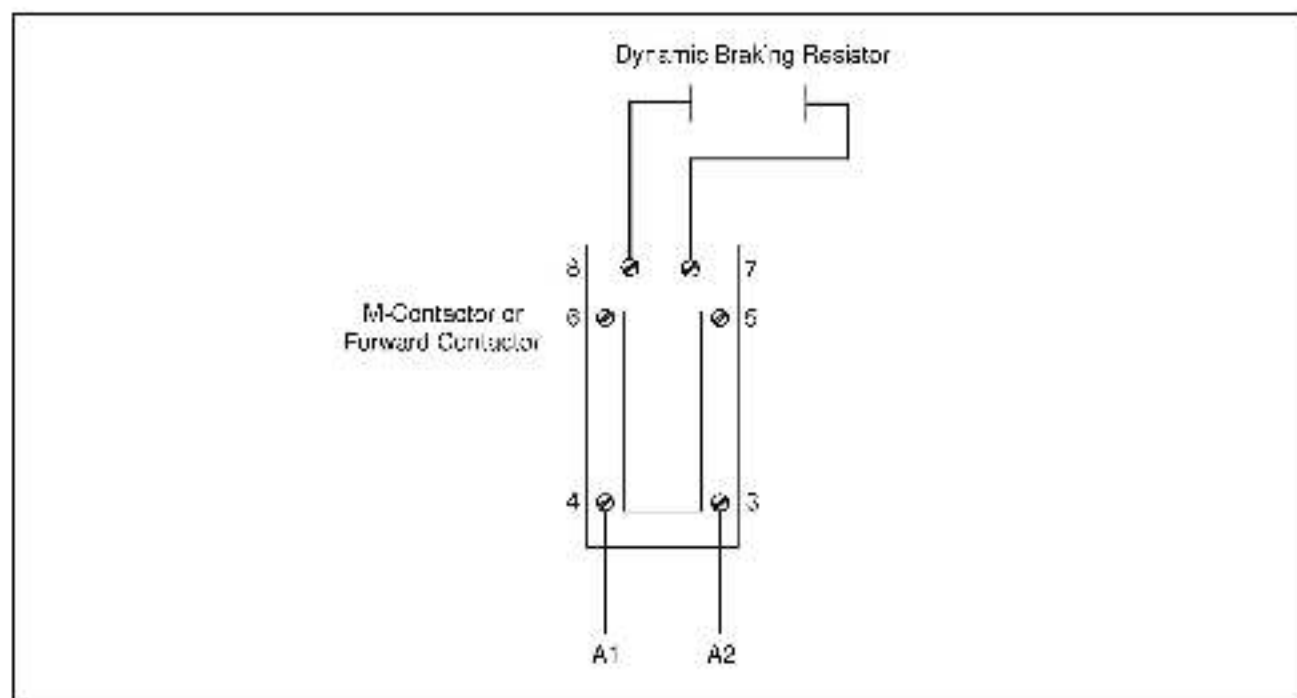 Dynamic Braking Resistor
8
7
M-Contactor or
Forward Contactor
6
5
4
3
A1
A2